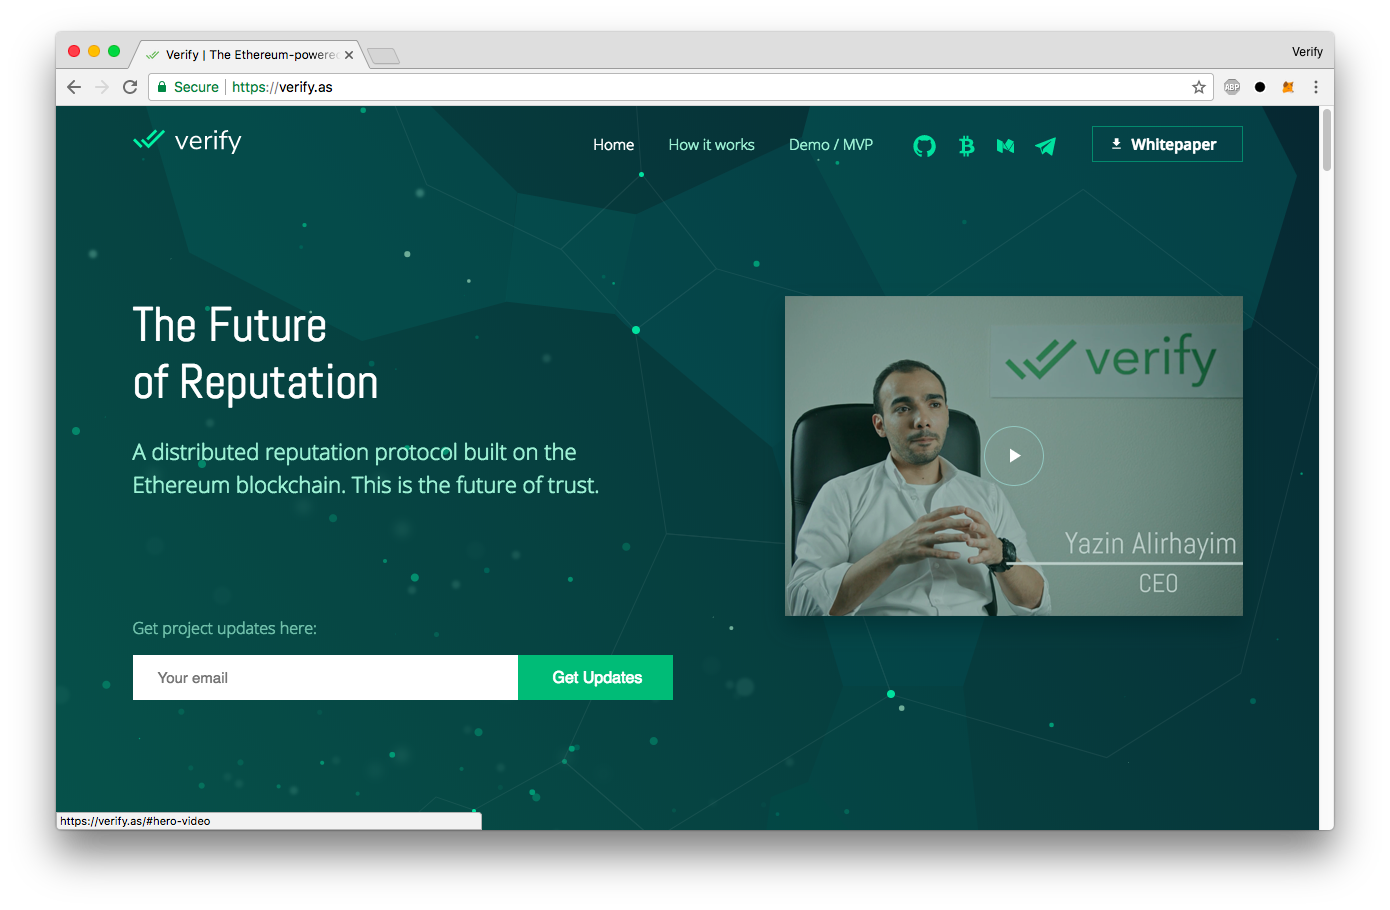 Verify | The Ethereum-powere
Verify
Secure
https://verify.as
ABP
verify
Home
How it works
Demo / MVP
Whitepaper
The Future
of Reputation
A distributed reputation protocol built on the
Ethereum blockchain. This is the future of trust.
verify
Yazin Alirhayim
CEO
Get project updates here:
Your email
Get Updates
https://verify.as/#hero-video